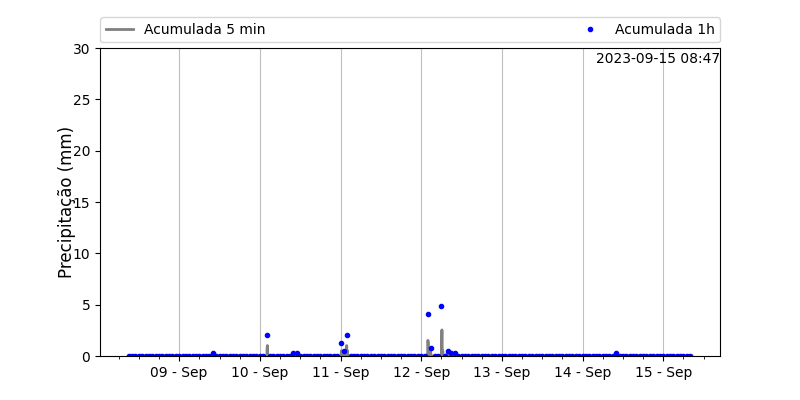 Acumulada 5 min
Acumulada 1h
2023-09-15 08:47
Precipitação (mm)
30
25
20
15
10
5
0
09 - Sep
10 - Sep
11 - Sep
12 - Sep
13 - Sep
14 - Sep
15 - Sep